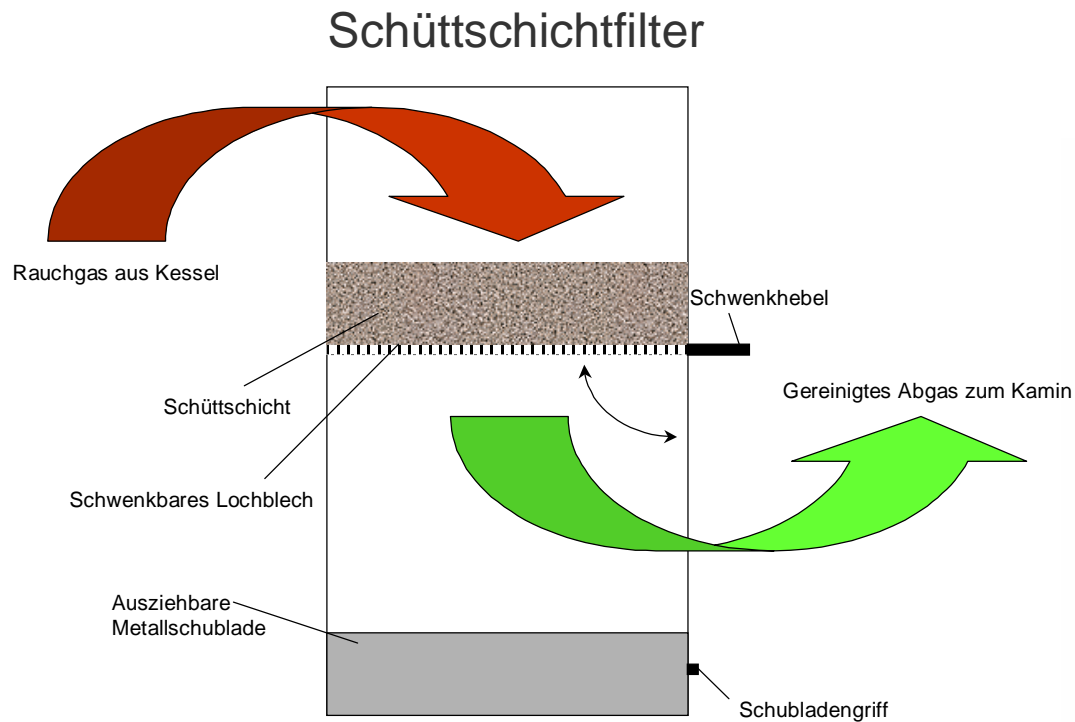 Schüttschichtfilter
Rauchgas aus Kessel
Schwenkhebel
Gereinigtes Abgas zum Kamin
Schüttschicht
Schwenkbares Lochblech
Ausziehbare
Metallschublade
Schubladengriff